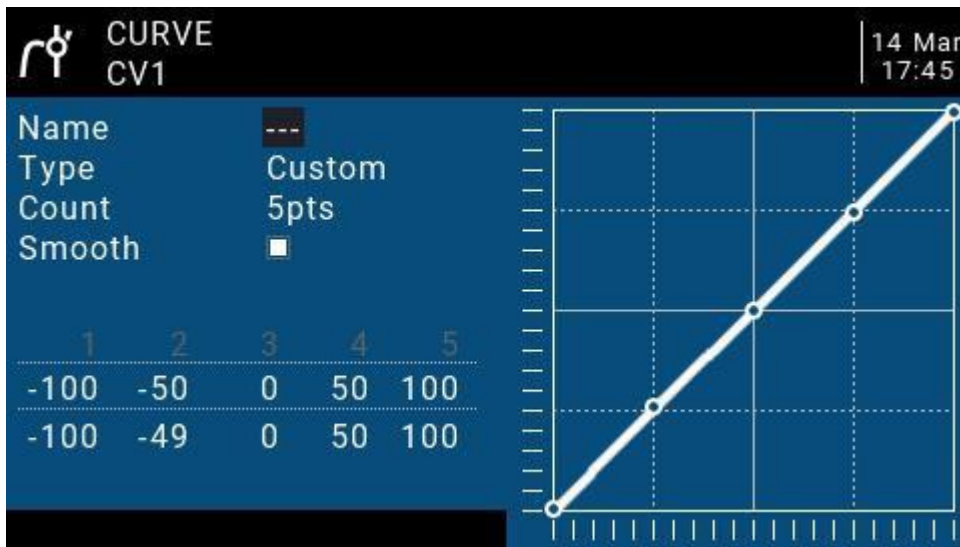 CURVE
CV1
14 Mar
17:45
Name ---
Type Custom
Count 5pts
Smooth
1 2 3 4 5
-100 -50 0 50 100
-100 -49 0 50 100